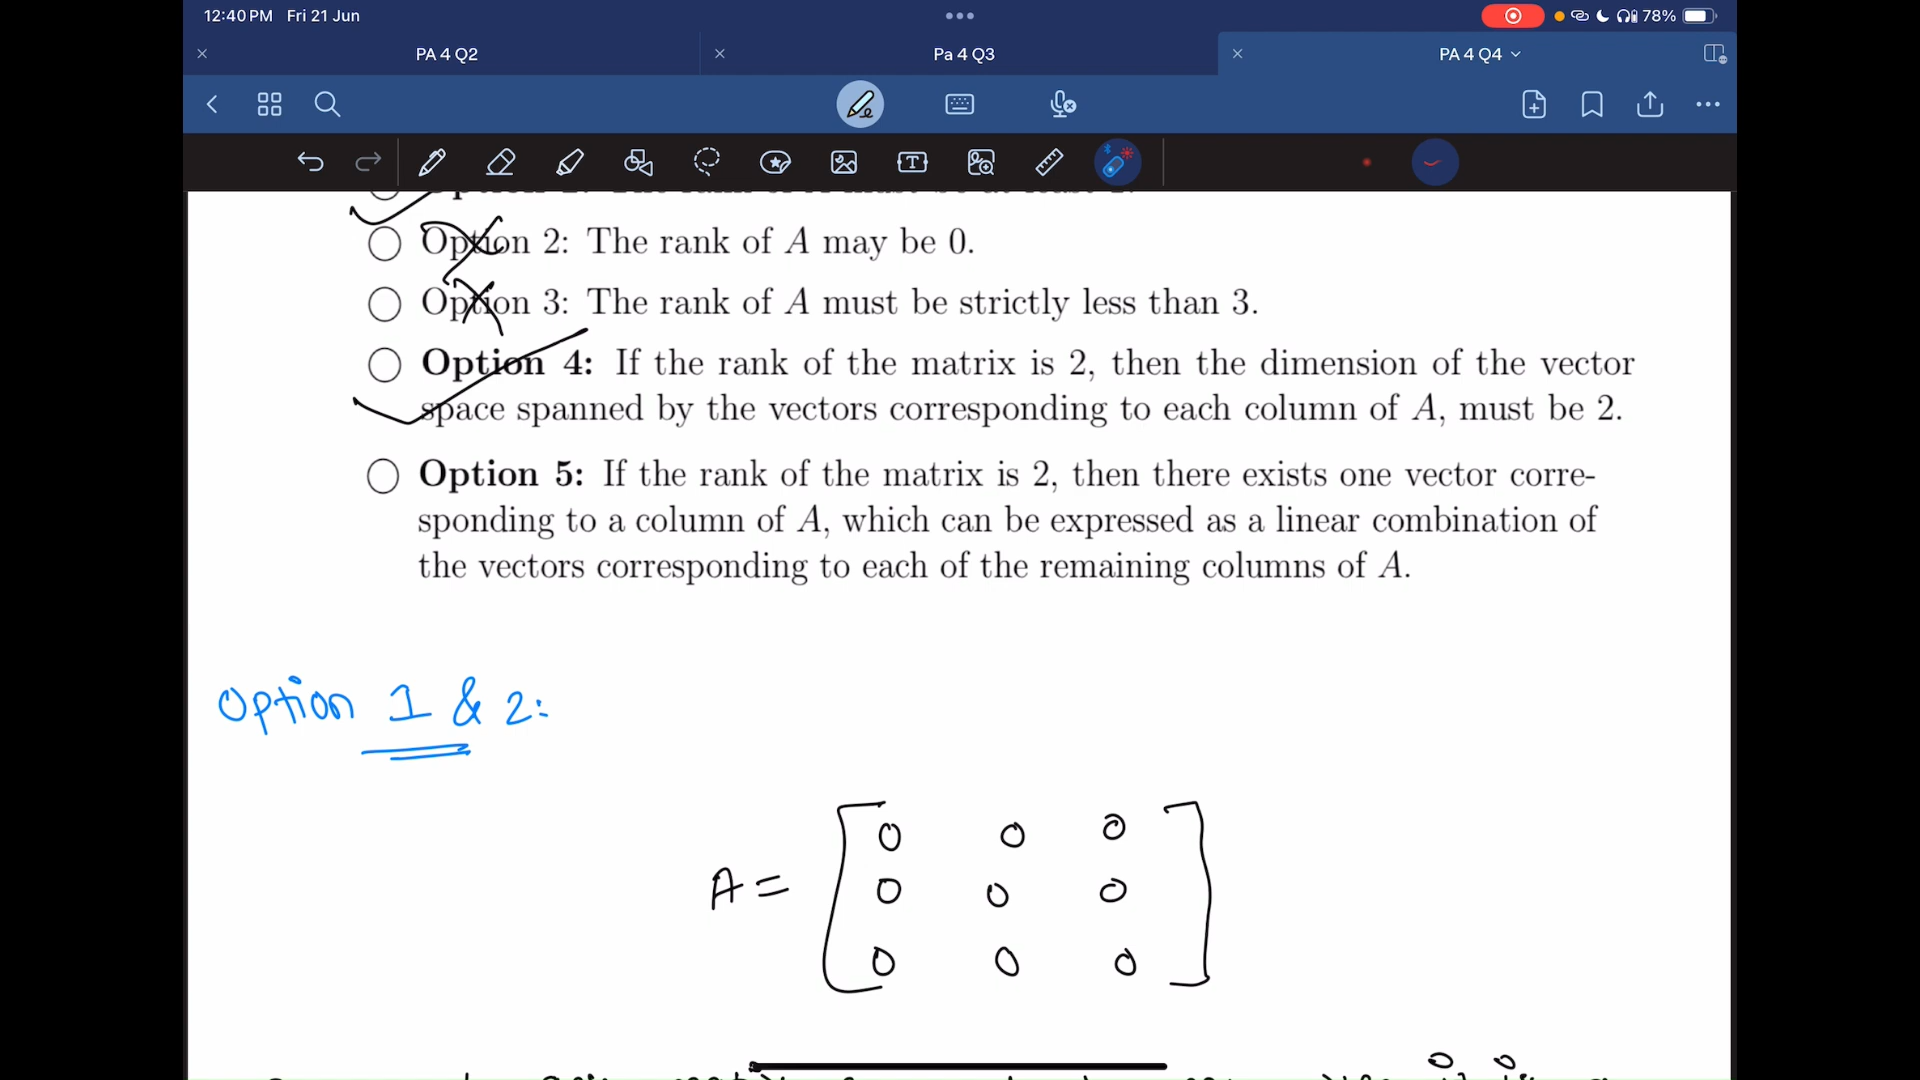 12:40 PM Fri 21 Jun
78%
PA 4 Q2
Pa 4 Q3
PA 4 Q4
Option 2: The rank of A may be 0.
Option 3: The rank of A must be strictly less than 3.
Option 4: If the rank of the matrix is 2, then the dimension of the vector
space spanned by the vectors corresponding to each column of A, must be 2.
Option 5: If the rank of the matrix is 2, then there exists one vector corre-
sponding to a column of A, which can be expressed as a linear combination of
the vectors corresponding to each of the remaining columns of A.
Option 1 & 2:
A = [ 0 0 0
0 0 0
0 0 0 ]